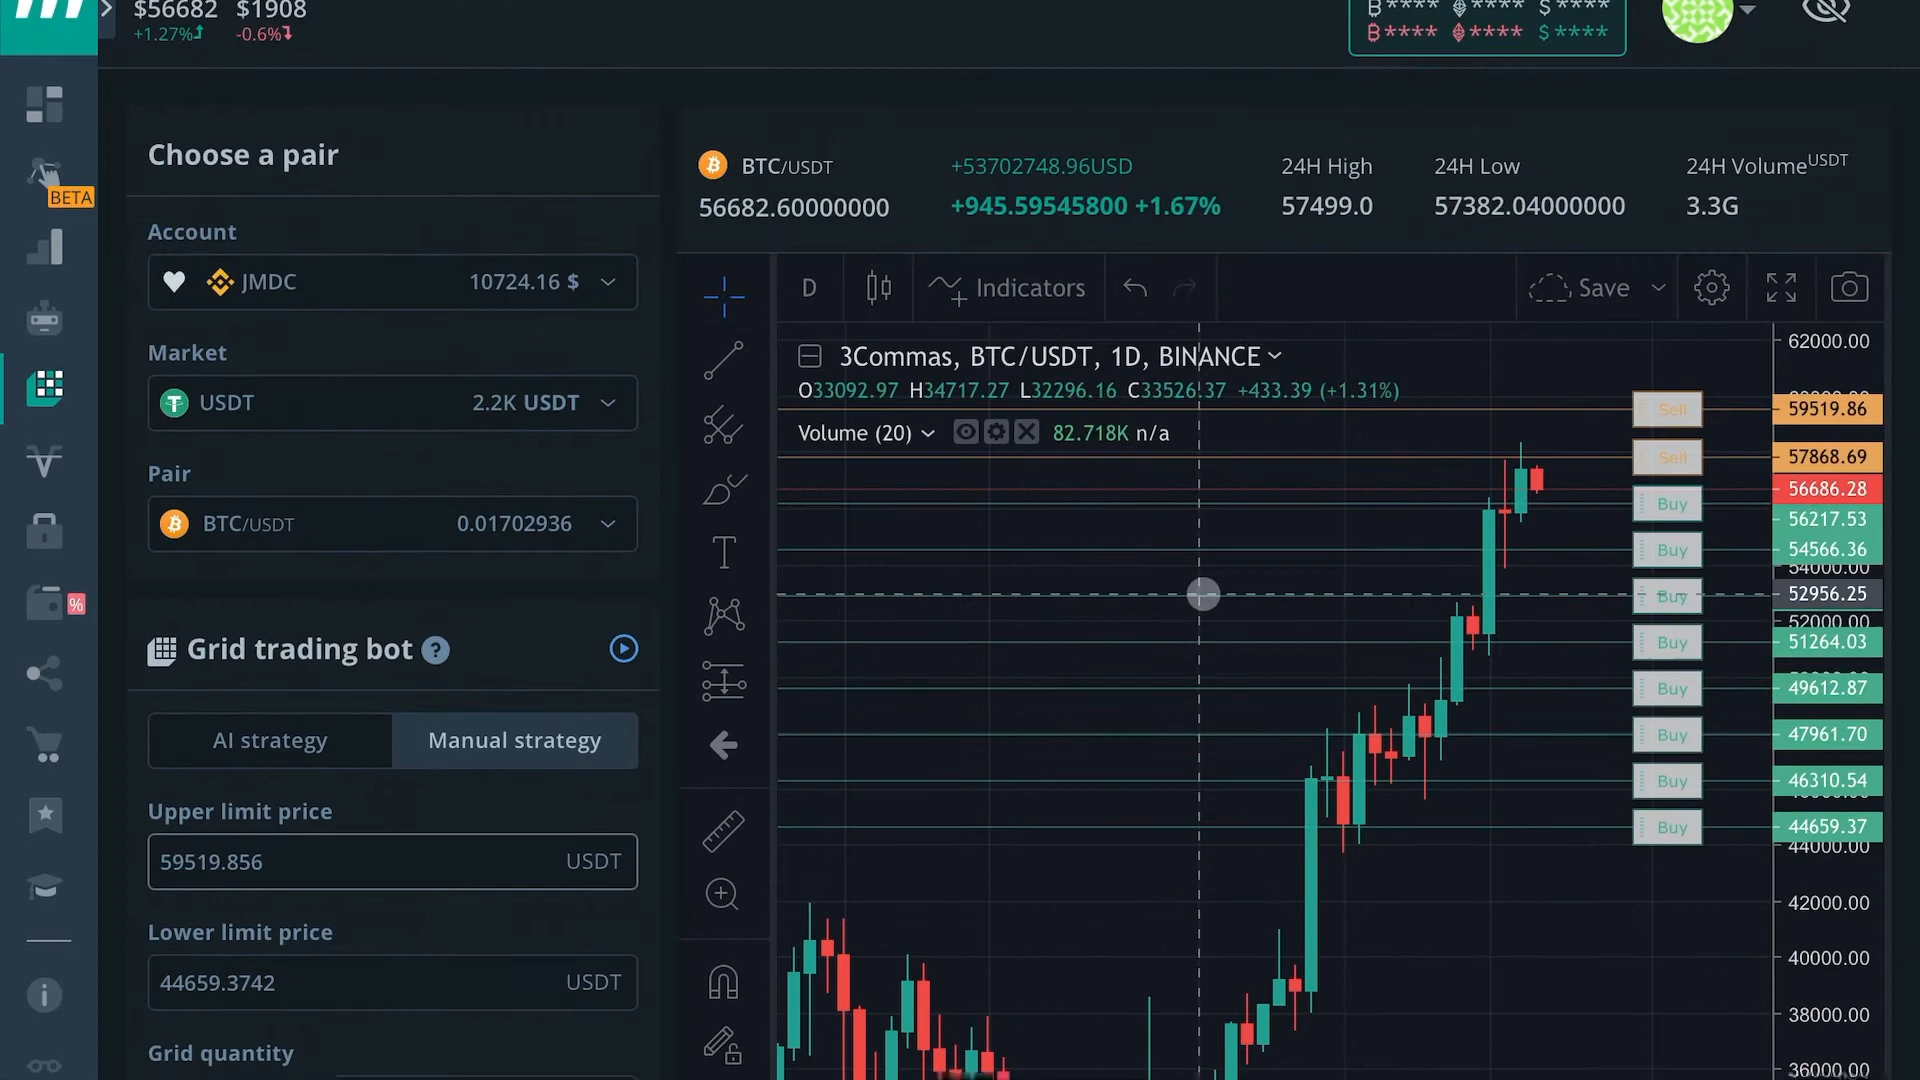 $56682 $1908
+1.27% -0.6%
₿**** **** $****
₿**** **** $****
BETA
%
Choose a pair
Account
JMDC 10724.16 $
Market
USDT 2.2K USDT
Pair
BTC/USDT 0.01702936
Grid trading bot ?
AI strategy Manual strategy
Upper limit price
59519.856 USDT
Lower limit price
44659.3742 USDT
Grid quantity
BTC/USDT +53702748.96USD 24H High 24H Low 24H Volume USDT
56682.60000000 +945.59545800 +1.67% 57499.0 57382.04000000 3.3G
D Indicators Save
3Commas, BTC/USDT, 1D, BINANCE
O33092.97 H34717.27 L32296.16 C33526.37 +433.39 (+1.31%)
Volume (20) 82.718K n/a
62000.00
Sell 59519.86
Sell 57868.69
56686.28
Buy 56217.53
Buy 54566.36
54000.00
Buy 52956.25
52000.00
Buy 51264.03
Buy 49612.87
Buy 47961.70
Buy 46310.54
Buy 44659.37
44000.00
42000.00
40000.00
38000.00
36000.00